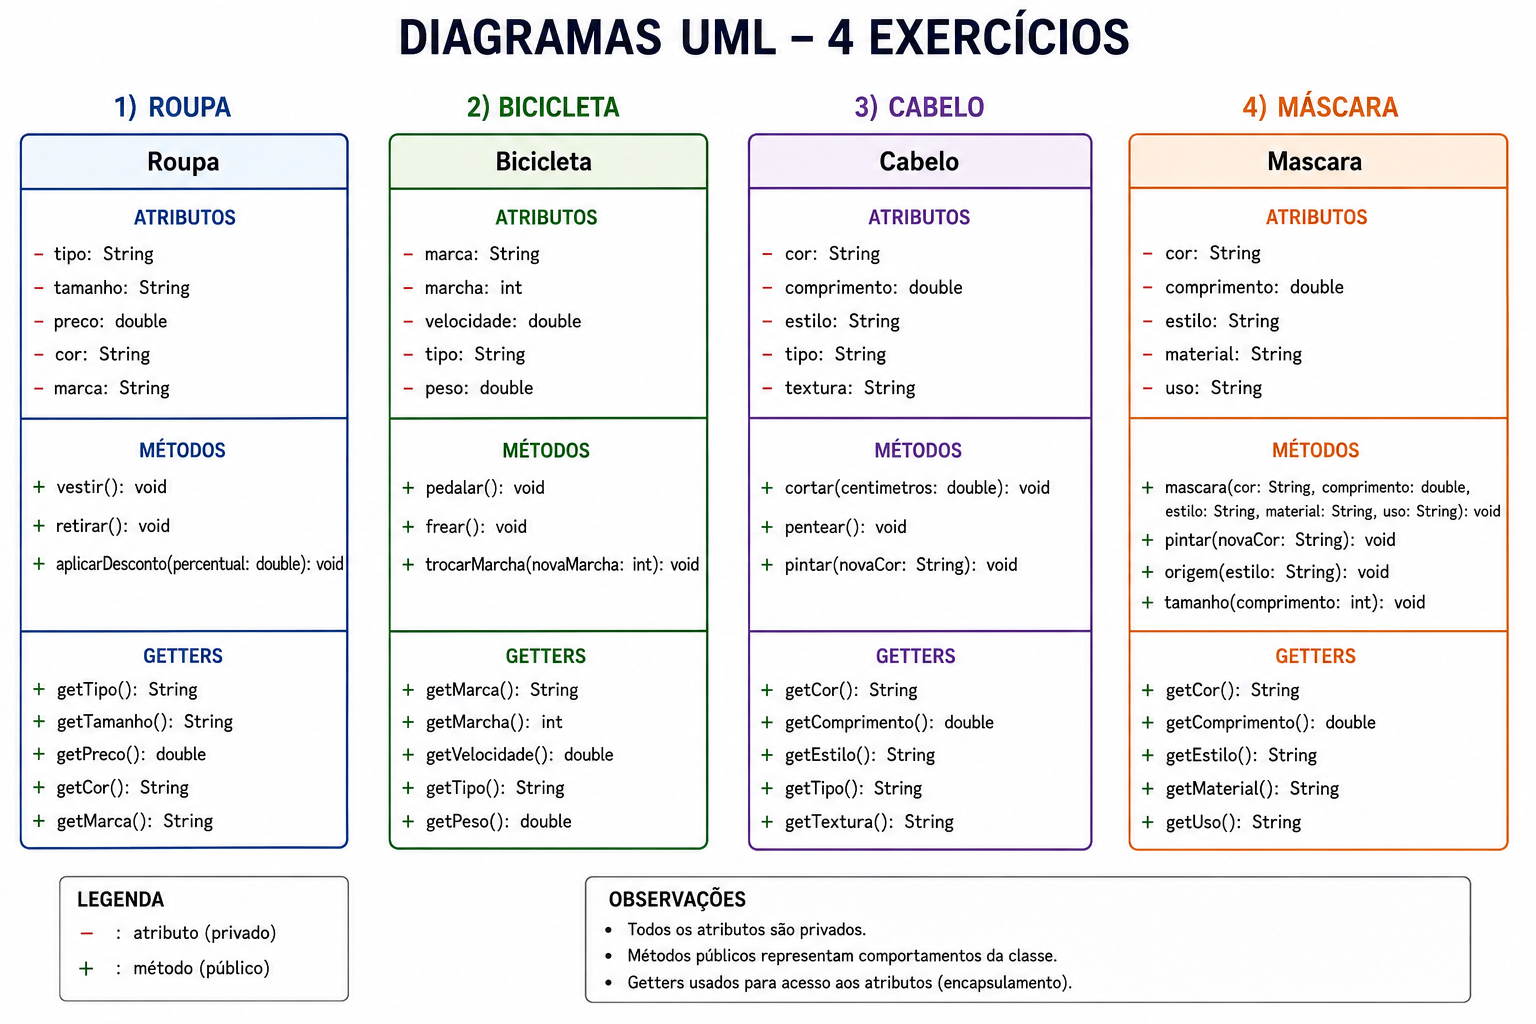 DIAGRAMAS UML – 4 EXERCÍCIOS
1) ROUPA
Roupa
ATRIBUTOS
– tipo: String
– tamanho: String
– preco: double
– cor: String
– marca: String
MÉTODOS
+ vestir(): void
+ retirar(): void
+ aplicarDesconto(percentual: double): void
GETTERS
+ getTipo(): String
+ getTamanho(): String
+ getPreco(): double
+ getCor(): String
+ getMarca(): String
2) BICICLETA
Bicicleta
ATRIBUTOS
– marca: String
– marcha: int
– velocidade: double
– tipo: String
– peso: double
MÉTODOS
+ pedalar(): void
+ frear(): void
+ trocarMarcha(novaMarcha: int): void
GETTERS
+ getMarca(): String
+ getMarcha(): int
+ getVelocidade(): double
+ getTipo(): String
+ getPeso(): double
3) CABELO
Cabelo
ATRIBUTOS
– cor: String
– comprimento: double
– estilo: String
– tipo: String
– textura: String
MÉTODOS
+ cortar(centimetros: double): void
+ pentear(): void
+ pintar(novaCor: String): void
GETTERS
+ getCor(): String
+ getComprimento(): double
+ getEstilo(): String
+ getTipo(): String
+ getTextura(): String
4) MÁSCARA
Mascara
ATRIBUTOS
– cor: String
– comprimento: double
– estilo: String
– material: String
– uso: String
MÉTODOS
+ mascara(cor: String, comprimento: double,
estilo: String, material: String, uso: String): void
+ pintar(novaCor: String): void
+ origem(estilo: String): void
+ tamanho(comprimento: int): void
GETTERS
+ getCor(): String
+ getComprimento(): double
+ getEstilo(): String
+ getMaterial(): String
+ getUso(): String
LEGENDA
– : atributo (privado)
+ : método (público)
OBSERVAÇÕES
• Todos os atributos são privados.
• Métodos públicos representam comportamentos da classe.
• Getters usados para acesso aos atributos (encapsulamento).